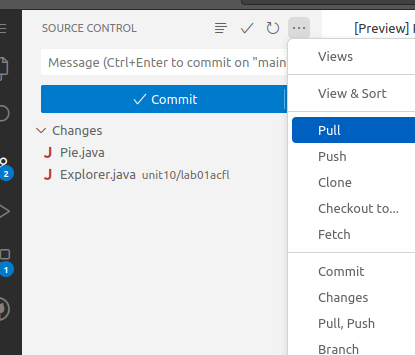 SOURCE CONTROL
[Preview]
Message (Ctrl+Enter to commit on "main
Commit
Changes
J Pie.java
J Explorer.java unit10/lab01acfl
2
1
Views
View & Sort
Pull
Push
Clone
Checkout to...
Fetch
Commit
Changes
Pull, Push
Branch